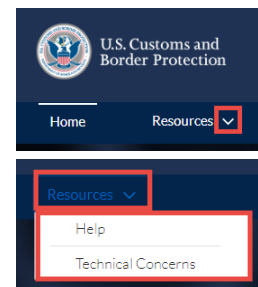 U.S. Customs and
Border Protection
Home Resources
Resources
Help
Technical Concerns